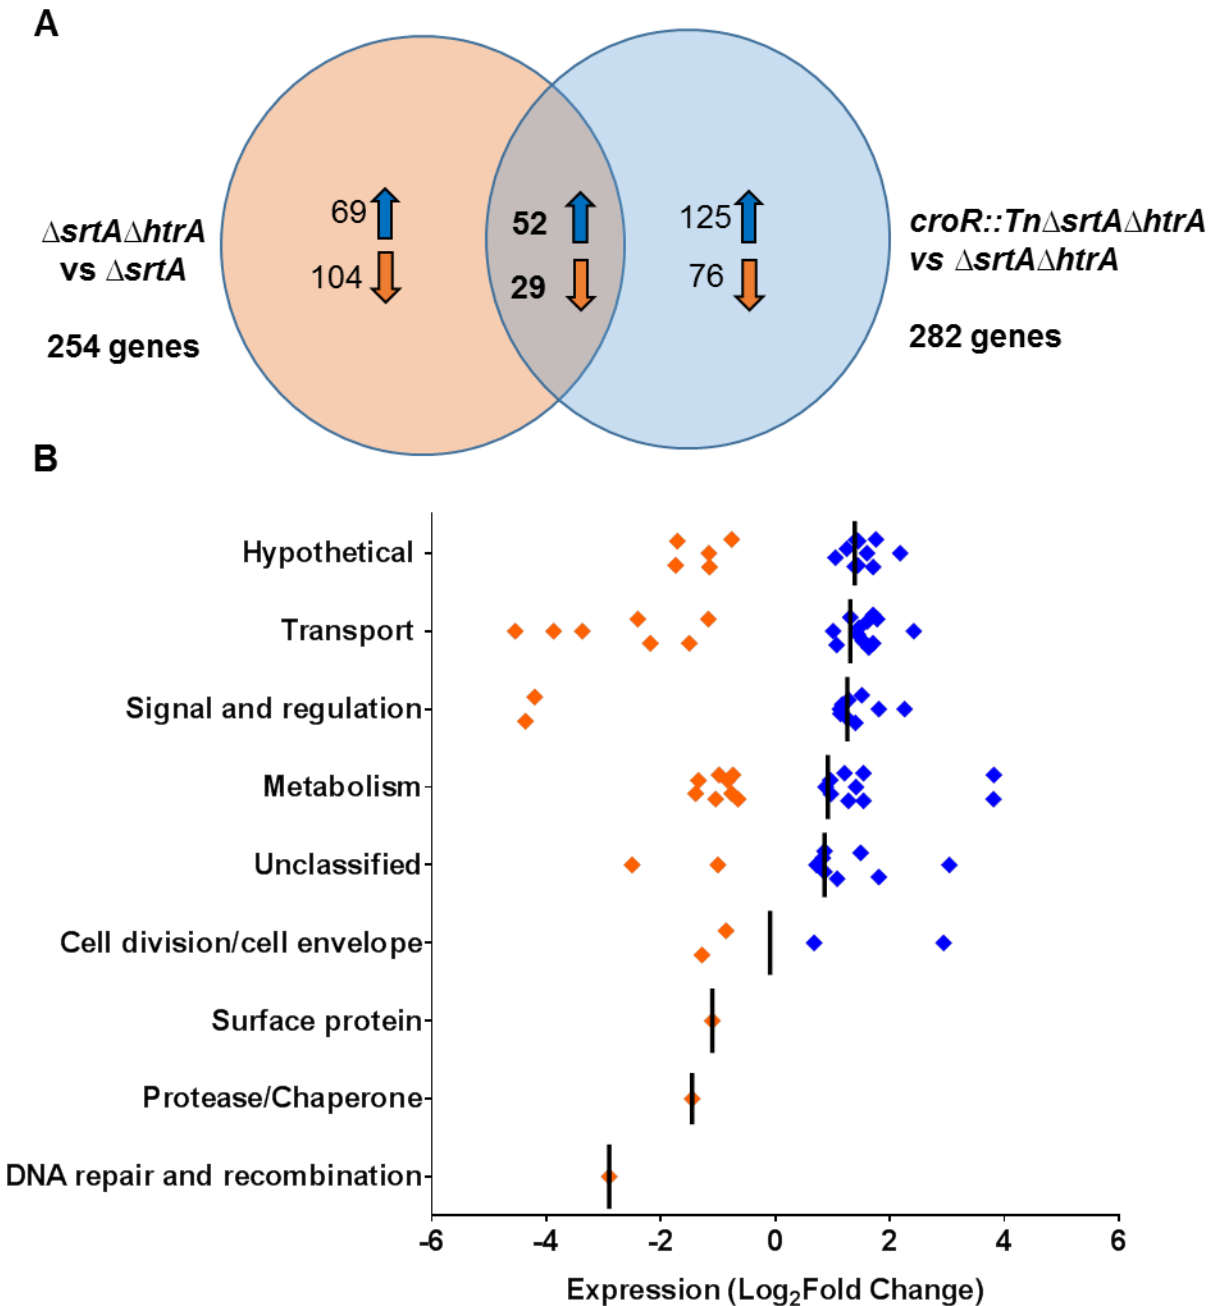 A
69
52
125
ΔsrtAΔhtrA
vs ΔsrtA
croR::TnΔsrtAΔhtrA
vs ΔsrtAΔhtrA
104
29
76
254 genes
282 genes
B
Hypothetical
Transport
Signal and regulation
Metabolism
Unclassified
Cell division/cell envelope
Surface protein
Protease/Chaperone
DNA repair and recombination
-6 -4 -2 0 2 4 6
Expression (Log₂Fold Change)